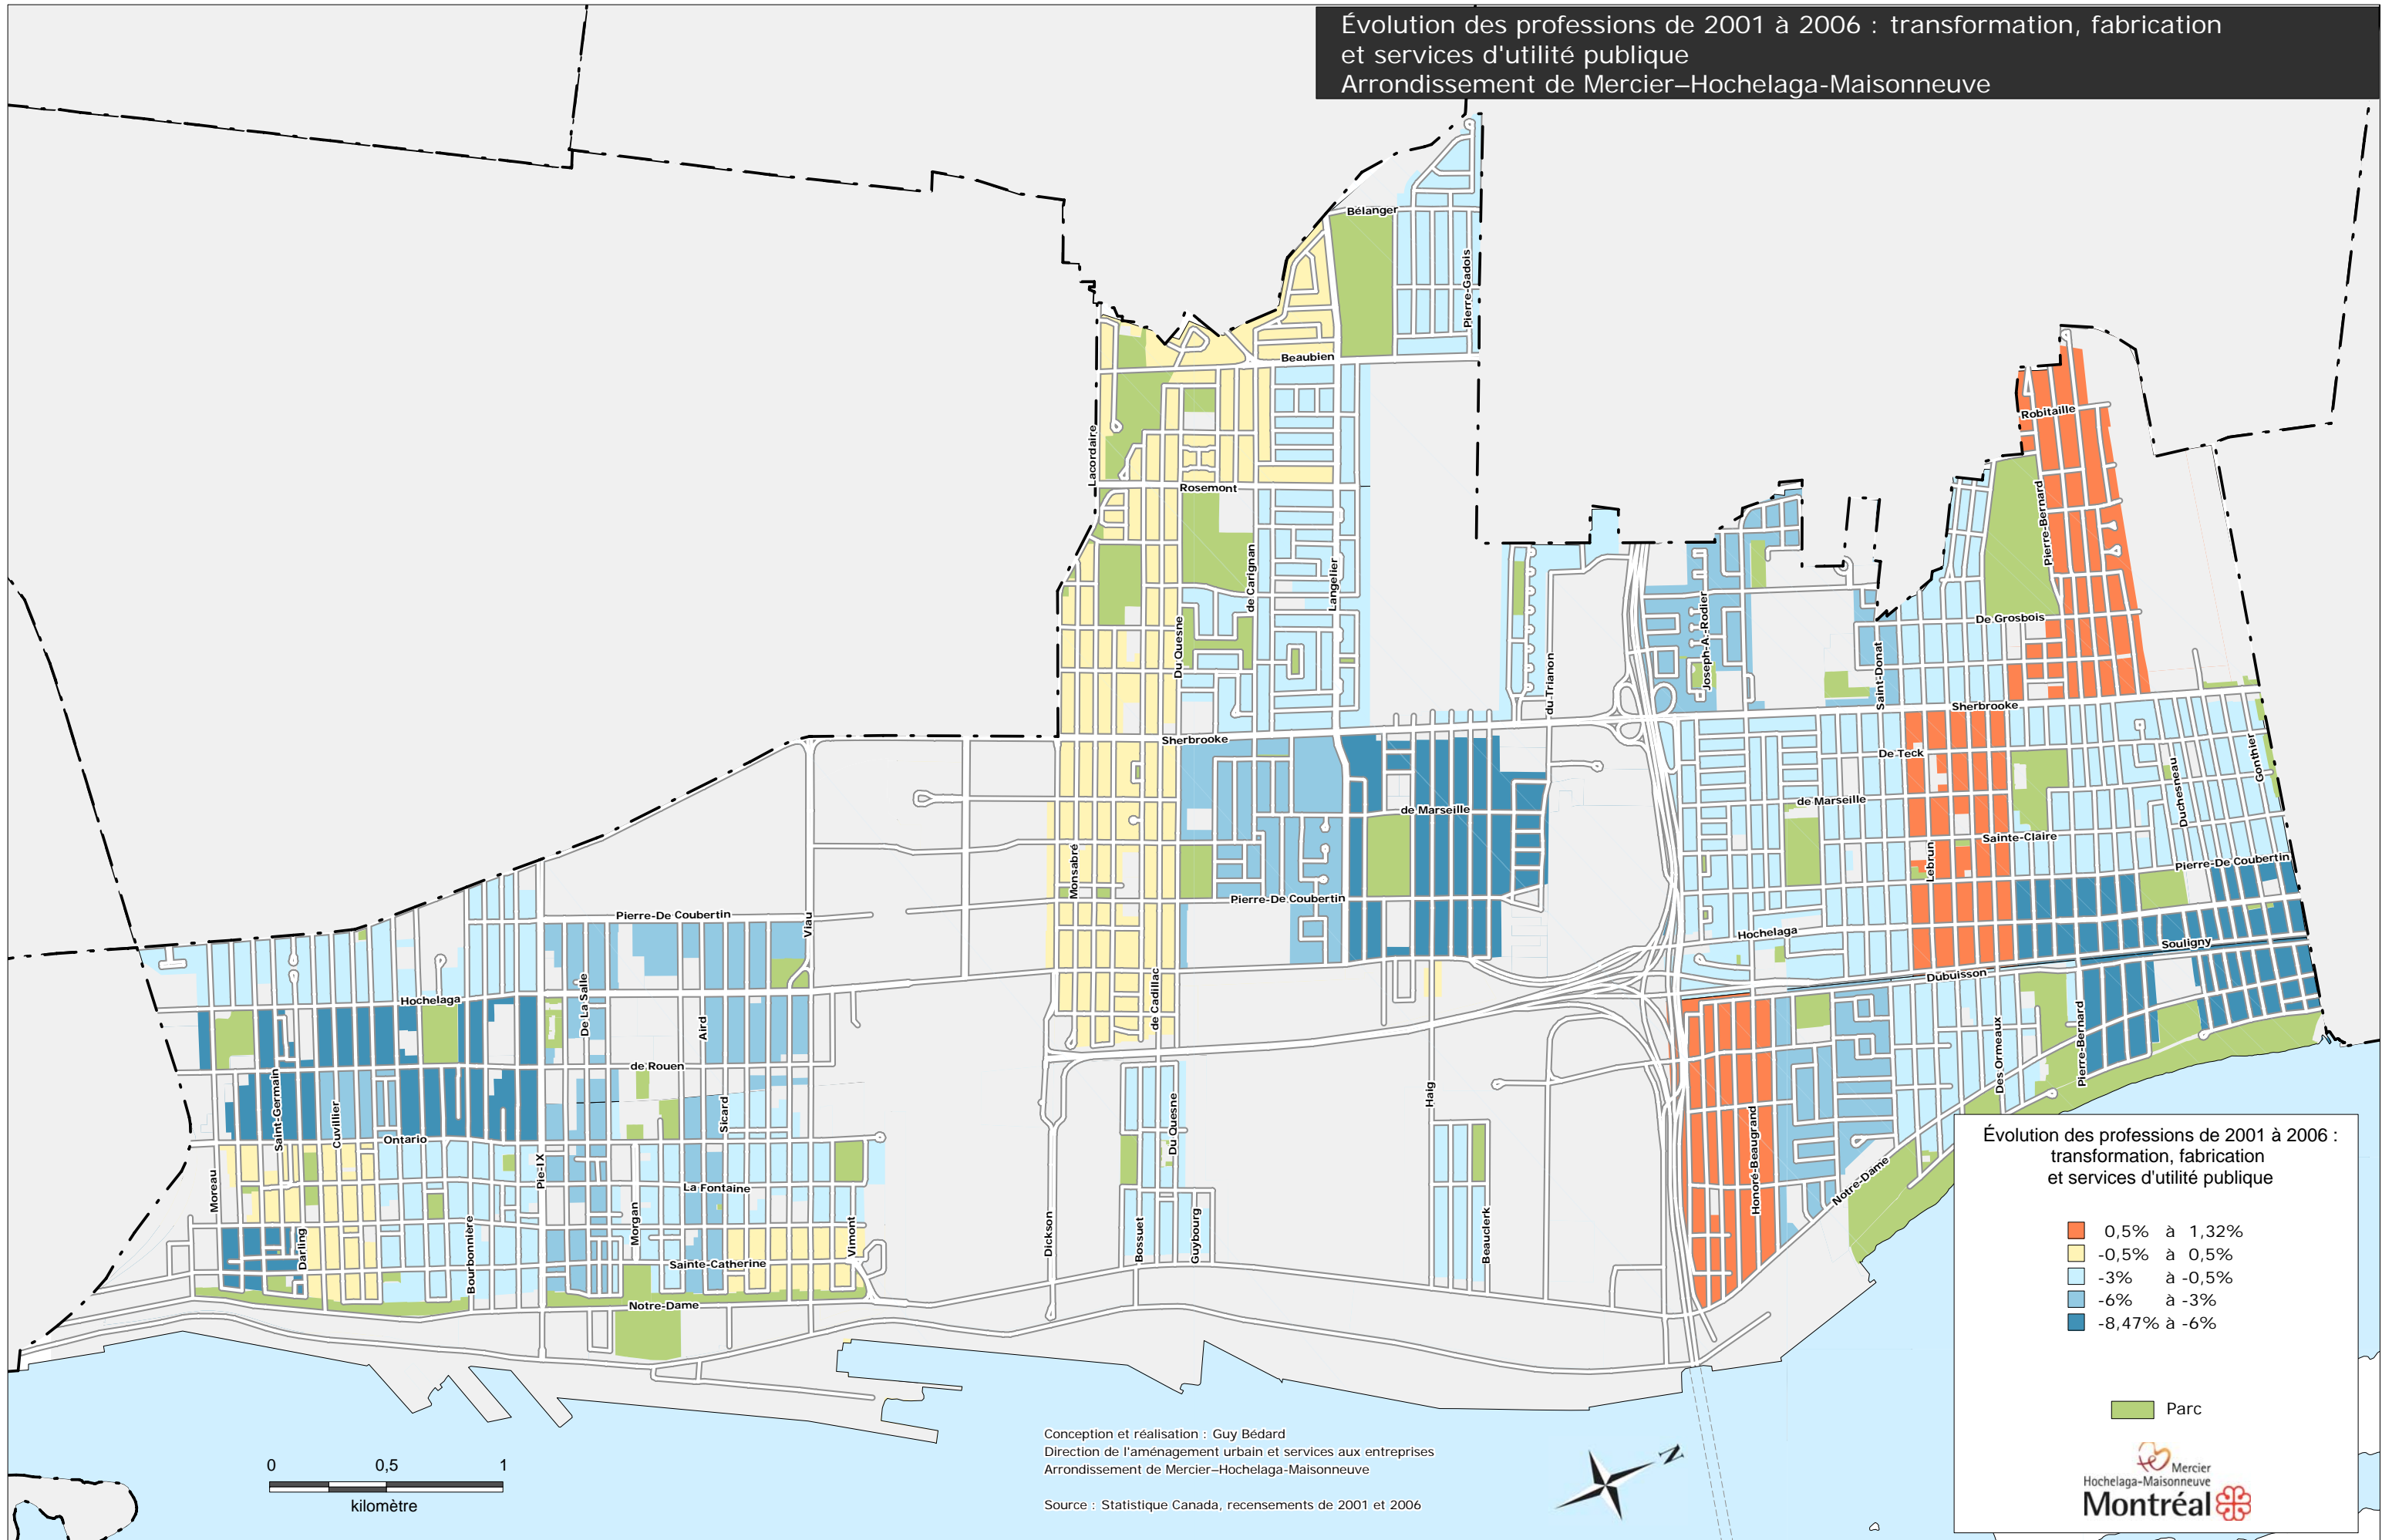 Évolution des professions de 2001 à 2006 : transformation, fabrication
et services d'utilité publique
Arrondissement de Mercier–Hochelaga-Maisonneuve
Bélanger
Pierre-Gadois
Beaubien
Robitaille
Lacordaire
Rosemont
Pierre-Bernard
de Carignan
Langelier
Du Quesne
Joseph-A.-Rodier
De Grosbois
Saint-Donat
du Trianon
Sherbrooke
Sherbrooke
De Teck
Gonthier
Duchesneau
de Marseille
de Marseille
Sainte-Claire
Lebrun
Monsabré
Pierre-De Coubertin
Pierre-De Coubertin
Pierre-De Coubertin
Viau
Hochelaga
Souligny
Dubuisson
De La Salle
Hochelaga
de Cadillac
Aird
Pierre-Bernard
Des Ormeaux
de Rouen
Saint-Germain
Cuvillier
Sicard
Du Quesne
Haig
Ontario
Honoré-Beaugrand
Pie-IX
Moreau
La Fontaine
Notre-Dame
Morgan
Bourbonnière
Darling
Vimont
Dickson
Bossuet
Guybourg
Beauclerk
Sainte-Catherine
Notre-Dame
Évolution des professions de 2001 à 2006 :
transformation, fabrication
et services d'utilité publique
0,5% à 1,32%
-0,5% à 0,5%
-3% à -0,5%
-6% à -3%
-8,47% à -6%
Parc
Mercier
Hochelaga-Maisonneuve
Montréal
Conception et réalisation : Guy Bédard
Direction de l'aménagement urbain et services aux entreprises
Arrondissement de Mercier–Hochelaga-Maisonneuve
Source : Statistique Canada, recensements de 2001 et 2006
N
0 0,5 1
kilomètre